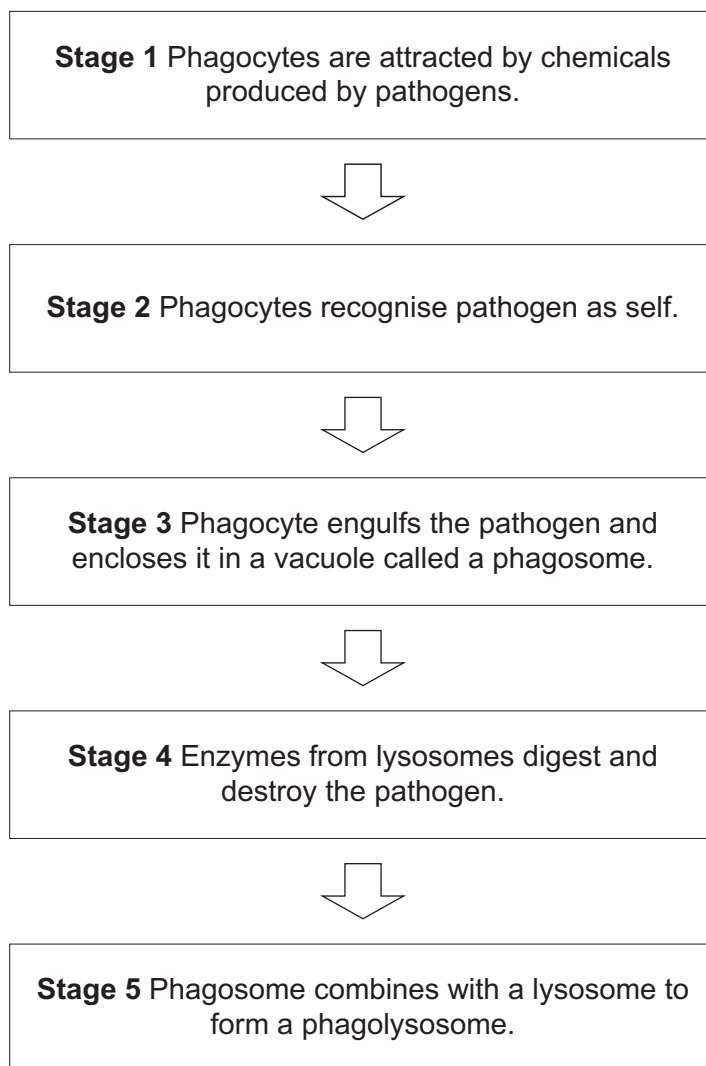 Stage 1 Phagocytes are attracted by chemicals
produced by pathogens.
Stage 2 Phagocytes recognise pathogen as self.
Stage 3 Phagocyte engulfs the pathogen and
encloses it in a vacuole called a phagosome.
Stage 4 Enzymes from lysosomes digest and
destroy the pathogen.
Stage 5 Phagosome combines with a lysosome to
form a phagolysosome.